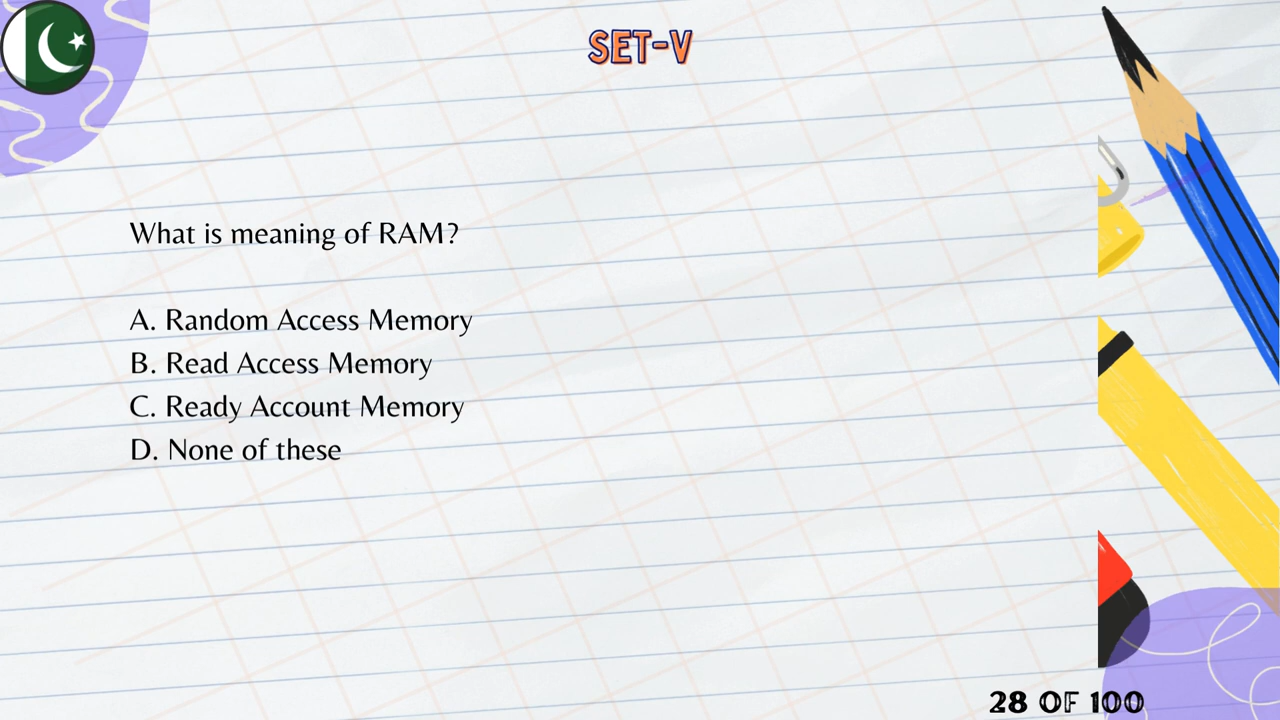 SET-V
What is meaning of RAM?
A. Random Access Memory
B. Read Access Memory
C. Ready Account Memory
D. None of these
28 OF 100